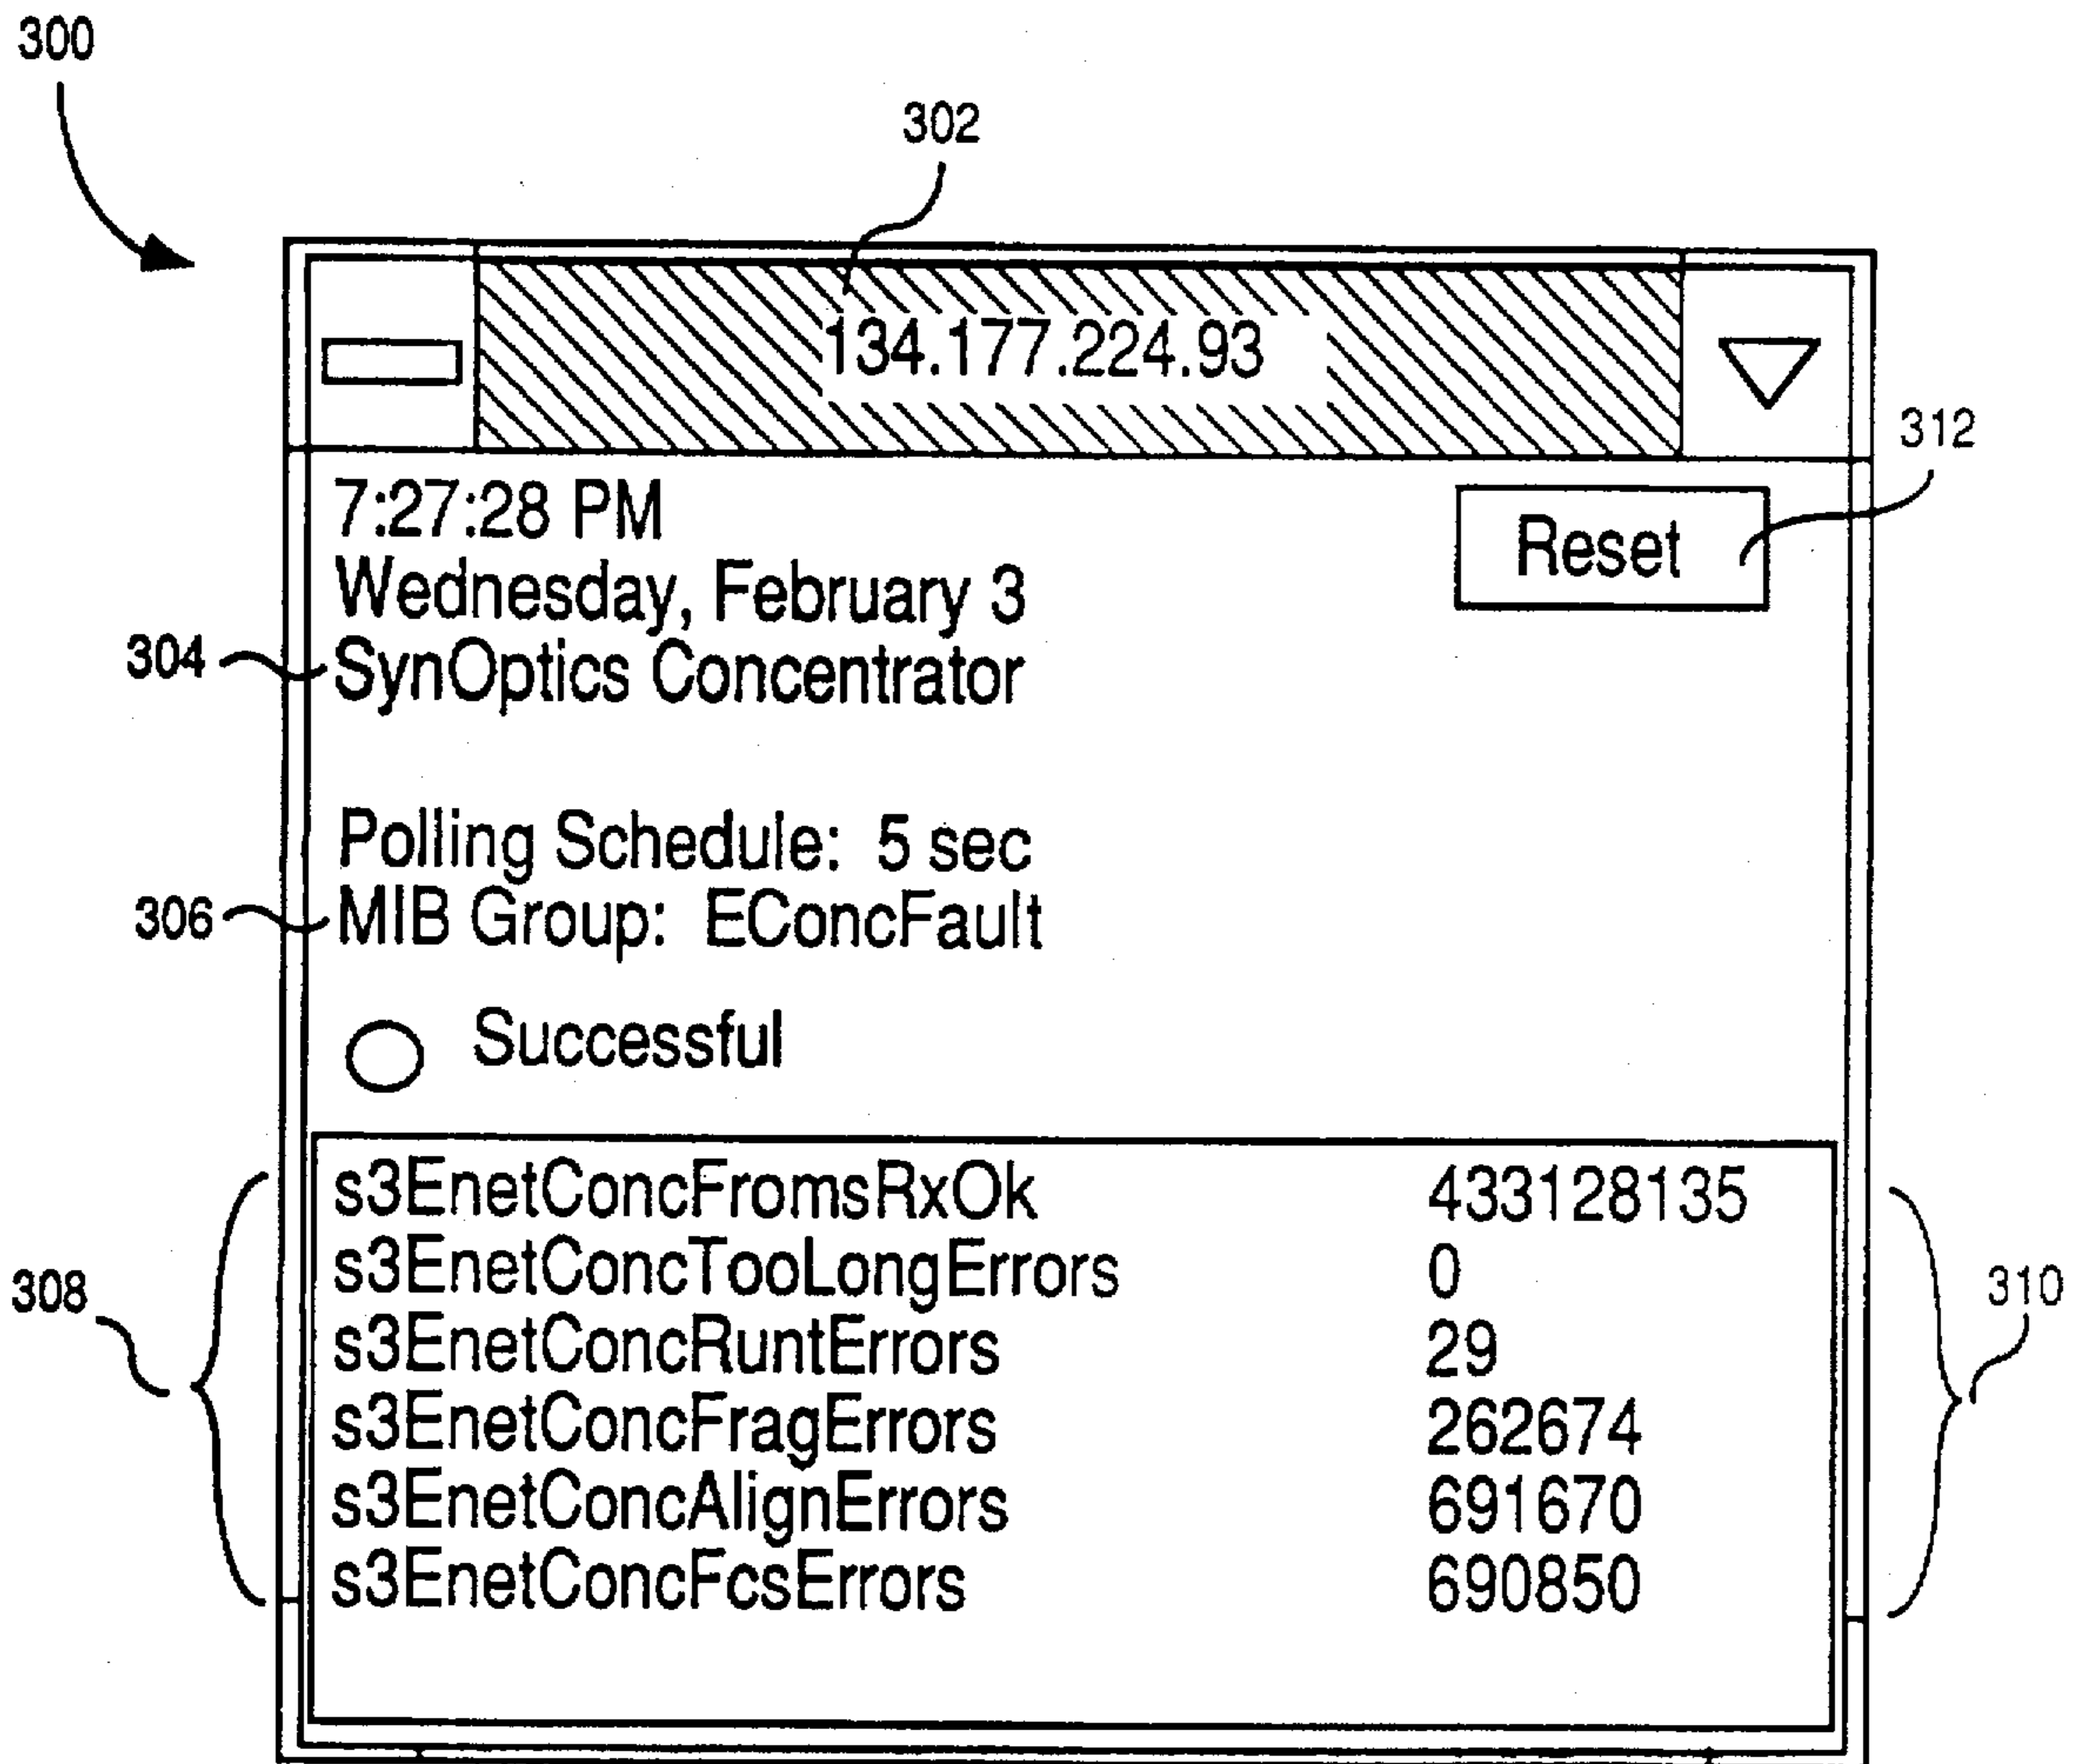 300
302
134.177.224.93
312
7:27:28 PM
Reset
Wednesday, February 3
304
SynOptics Concentrator
Polling Schedule: 5 sec
306
MIB Group: EConcFault
Successful
s3EnetConcFromsRxOk 433128135
s3EnetConcTooLongErrors 0
308
310
s3EnetConcRuntErrors 29
s3EnetConcFragErrors 262674
s3EnetConcAlignErrors 691670
s3EnetConcFcsErrors 690850